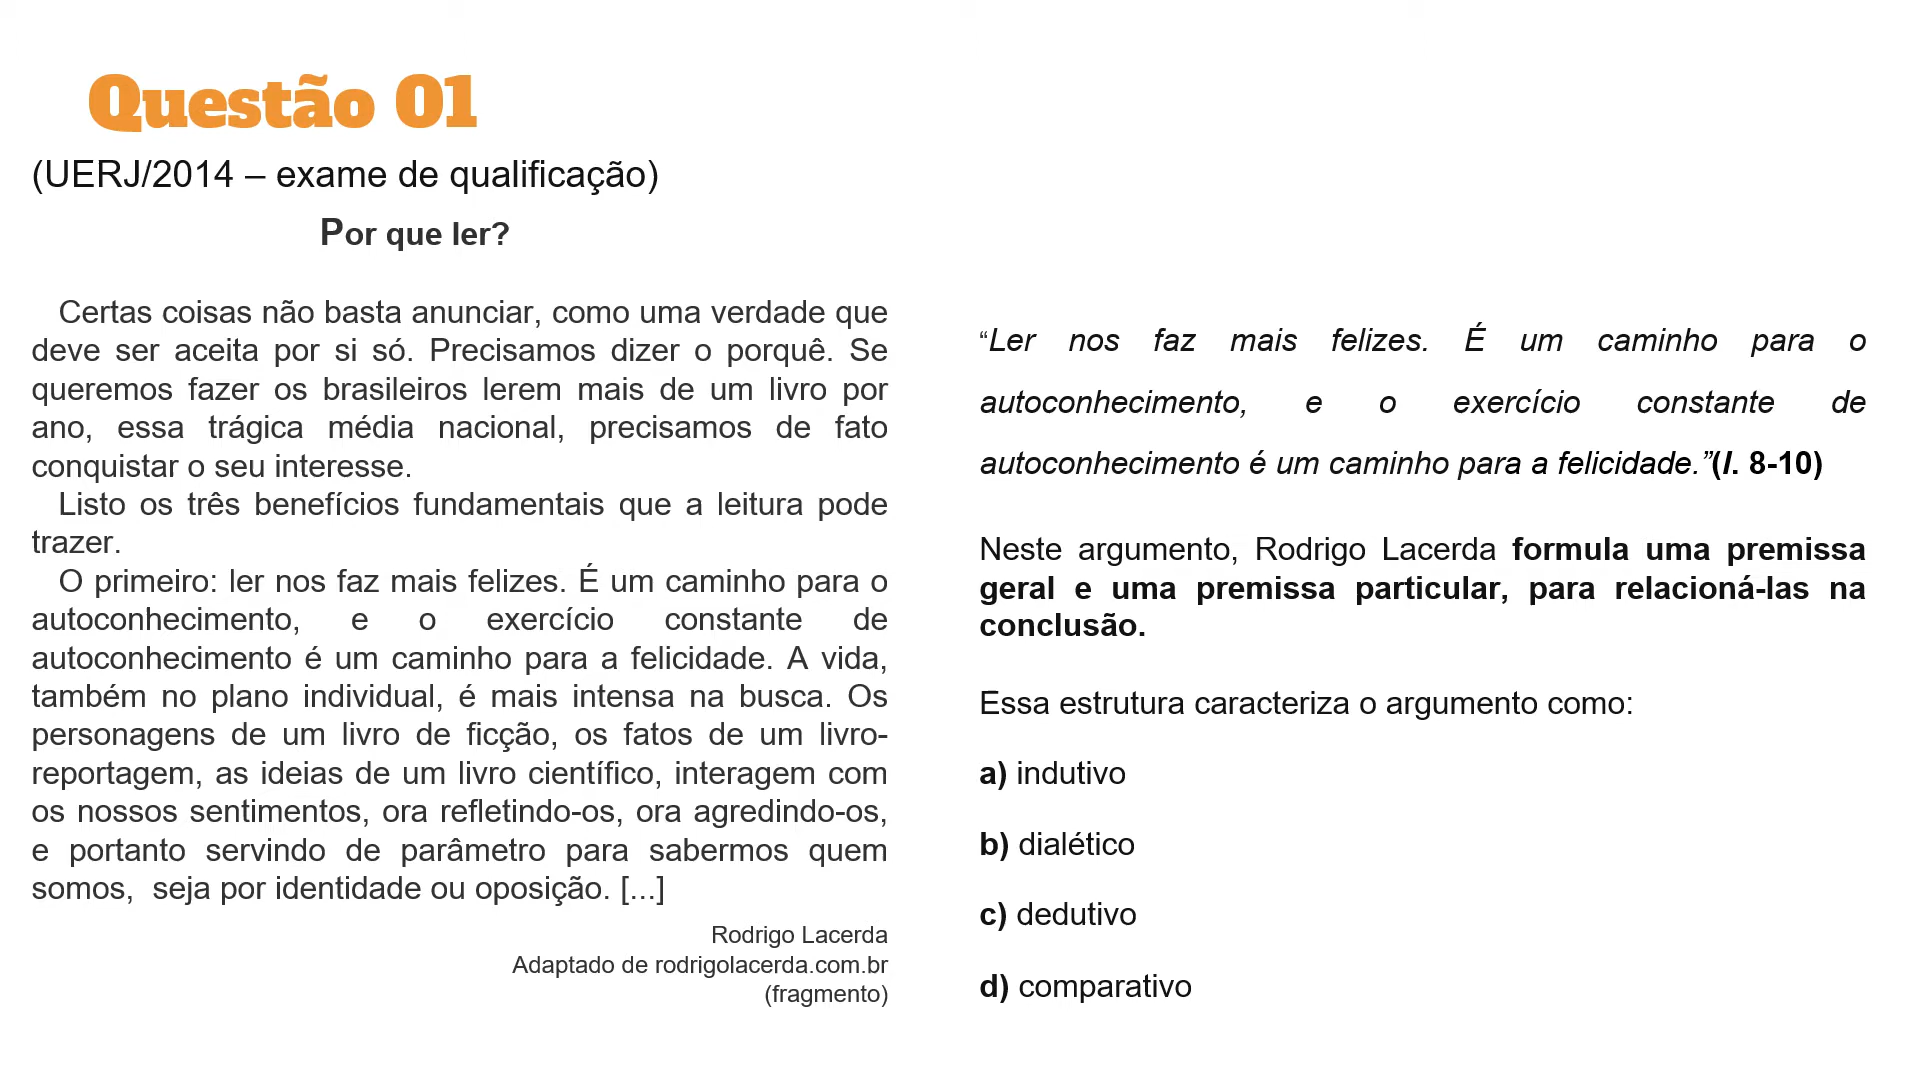 Questão 01
(UERJ/2014 – exame de qualificação)
Por que ler?
Certas coisas não basta anunciar, como uma verdade que
deve ser aceita por si só. Precisamos dizer o porquê. Se
queremos fazer os brasileiros lerem mais de um livro por
ano, essa trágica média nacional, precisamos de fato
conquistar o seu interesse.
Listo os três benefícios fundamentais que a leitura pode
trazer.
O primeiro: ler nos faz mais felizes. É um caminho para o
autoconhecimento, e o exercício constante de
autoconhecimento é um caminho para a felicidade. A vida,
também no plano individual, é mais intensa na busca. Os
personagens de um livro de ficção, os fatos de um livro-
reportagem, as ideias de um livro científico, interagem com
os nossos sentimentos, ora refletindo-os, ora agredindo-os,
e portanto servindo de parâmetro para sabermos quem
somos, seja por identidade ou oposição. [...]
Rodrigo Lacerda
Adaptado de rodrigolacerda.com.br
(fragmento)
“Ler nos faz mais felizes. É um caminho para o
autoconhecimento, e o exercício constante de
autoconhecimento é um caminho para a felicidade.”(l. 8-10)
Neste argumento, Rodrigo Lacerda formula uma premissa
geral e uma premissa particular, para relacioná-las na
conclusão.
Essa estrutura caracteriza o argumento como:
a) indutivo
b) dialético
c) dedutivo
d) comparativo